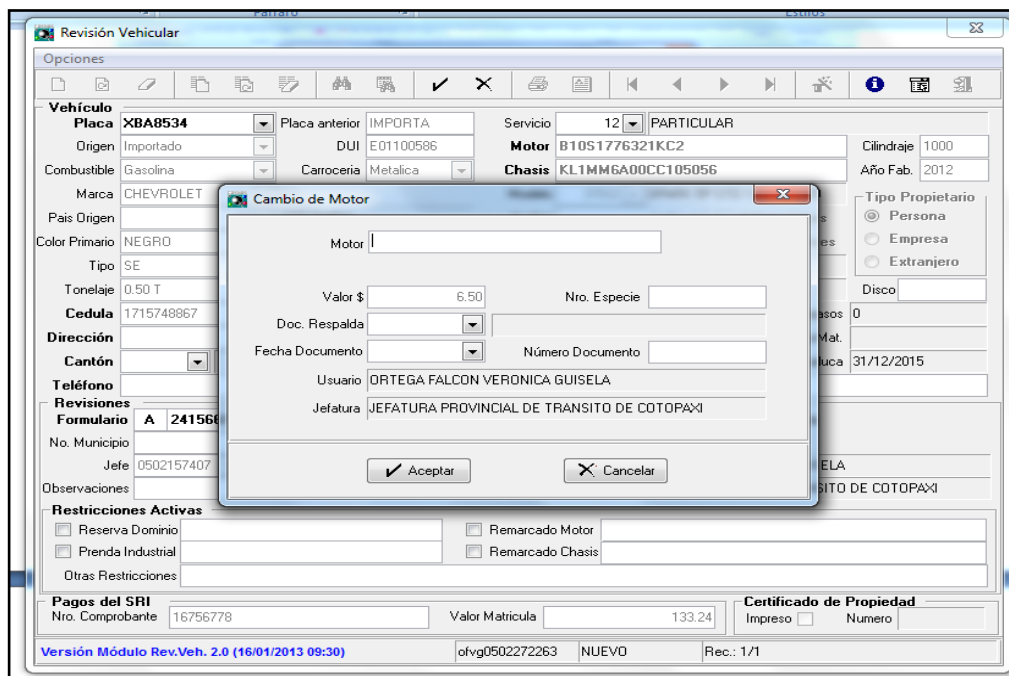 Párrafo Estilos
Revisión Vehicular
Opciones
Vehículo
Placa XBA8534 Placa anterior IMPORTA Servicio 12 PARTICULAR
Origen Importado DUI E01100586 Motor B10S1776321KC2 Cilindraje 1000
Combustible Gasolina Carroceria Metalica Chasis KL1MM6A00CC105056 Año Fab. 2012
Marca CHEVROLET
Pais Origen
Color Primario NEGRO
Tipo SE
Tonelaje 0.50 T
Cedula 1715748867
Dirección
Cantón
Teléfono
Tipo Propietario
Persona
Empresa
Extranjero
Disco
0
Mat.
31/12/2015
Cambio de Motor
Motor
Valor $ 6.50 Nro. Especie
Doc. Respalda
Fecha Documento Número Documento
Usuario ORTEGA FALCON VERONICA GUISELA
Jefatura JEFATURA PROVINCIAL DE TRANSITO DE COTOPAXI
Aceptar Cancelar
Revisiones
Formulario A 241566
No. Municipio
Jefe 0502157407 ELA
Observaciones SITO DE COTOPAXI
Restricciones Activas
Reserva Dominio Remarcado Motor
Prenda Industrial Remarcado Chasis
Otras Restricciones
Pagos del SRI Certificado de Propiedad
Nro. Comprobante 16756778 Valor Matricula 133.24 Impreso Numero
Versión Módulo Rev.Veh. 2.0 (16/01/2013 09:30) ofvg0502272263 NUEVO Rec.: 1/1